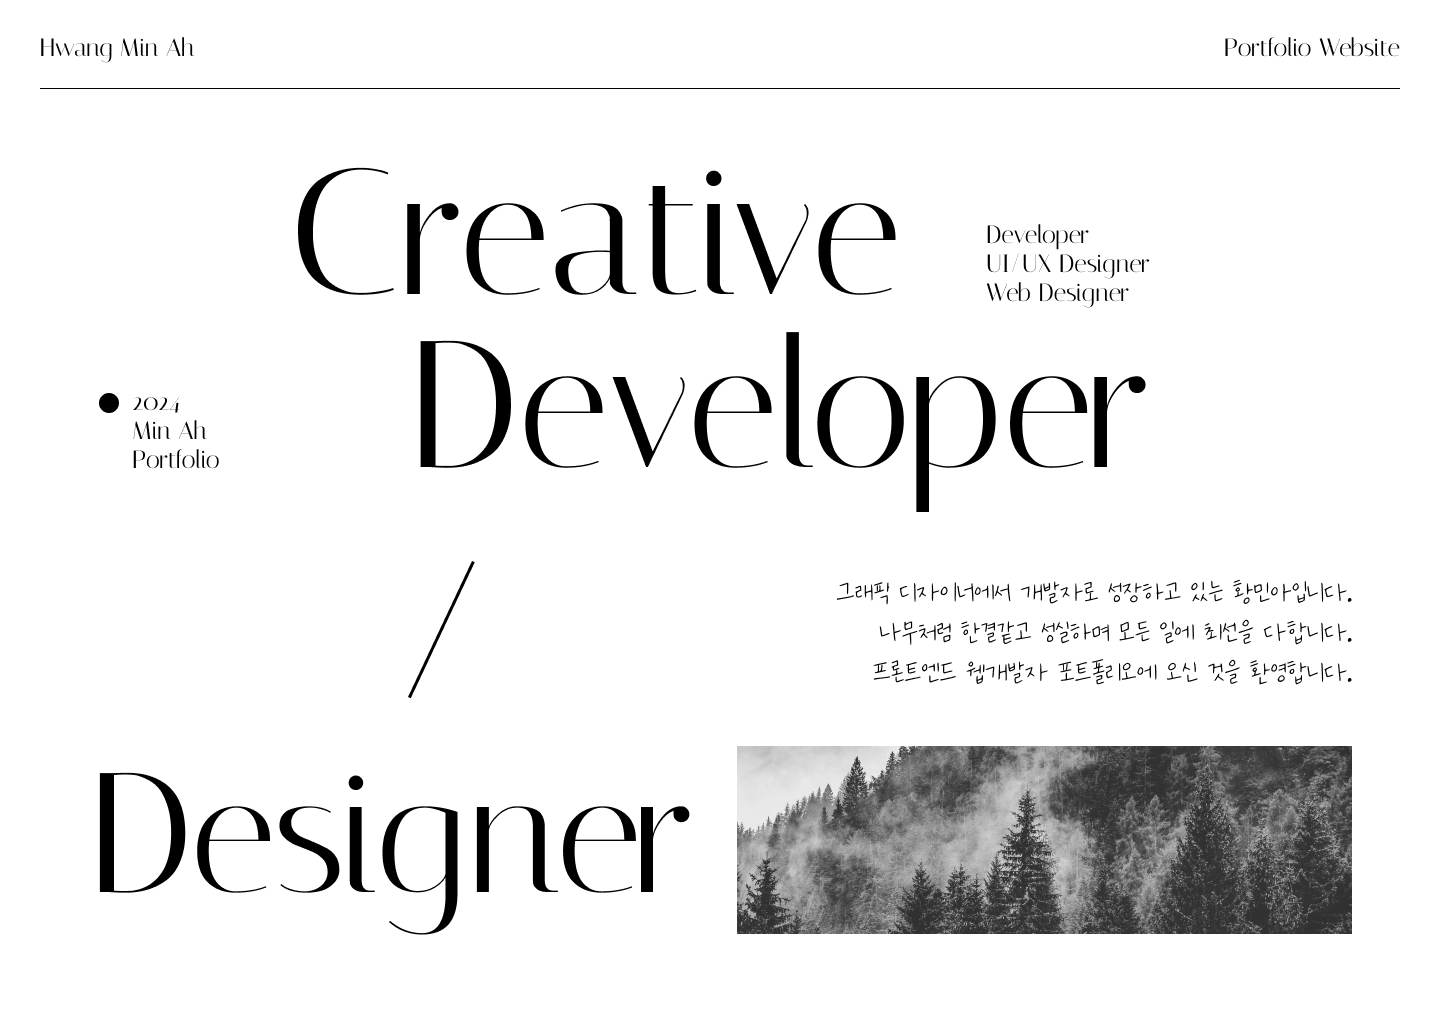 Hwang Min Ah
Portfolio Website
Creative
Developer
UI/UX Designer
Web Designer
Developer
2024
Min Ah
Portfolio
/
그래픽 디자이너에서 개발자로 성장하고 있는 황민아입니다.
나무처럼 한결같고 성실하며 모든 일에 최선을 다합니다.
프론트엔드 웹개발자 포트폴리오에 오신 것을 환영합니다.
Designer